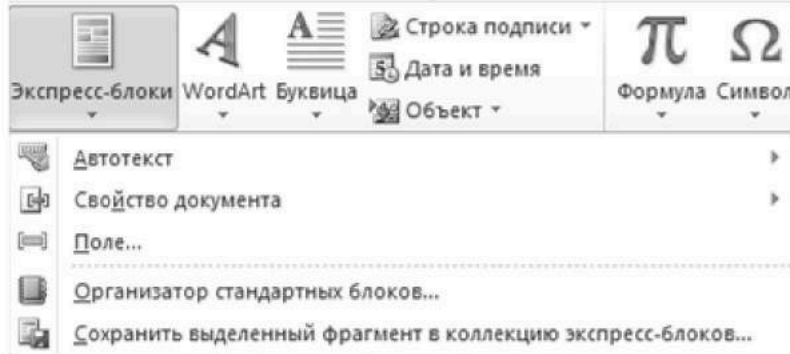 Строка подписи
Дата и время
Объект
Экспресс-блоки WordArt Буквица Формула Символ
Автотекст
Свойство документа
Поле...
Организатор стандартных блоков...
Сохранить выделенный фрагмент в коллекцию экспресс-блоков...